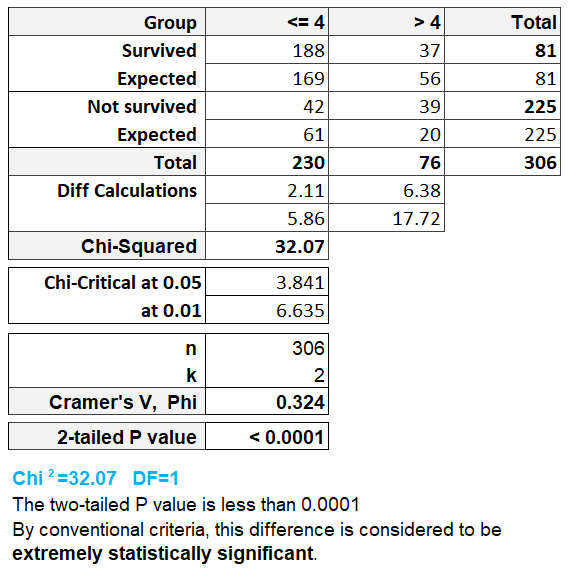 Group <= 4 > 4 Total
Survived 188 37 81
Expected 169 56 81
Not survived 42 39 225
Expected 61 20 225
Total 230 76 306
Diff Calculations 2.11 6.38
5.86 17.72
Chi-Squared 32.07
Chi-Critical at 0.05 3.841
at 0.01 6.635
n 306
k 2
Cramer's V, Phi 0.324
2-tailed P value < 0.0001
Chi ²=32.07 DF=1
The two-tailed P value is less than 0.0001
By conventional criteria, this difference is considered to be
extremely statistically significant.